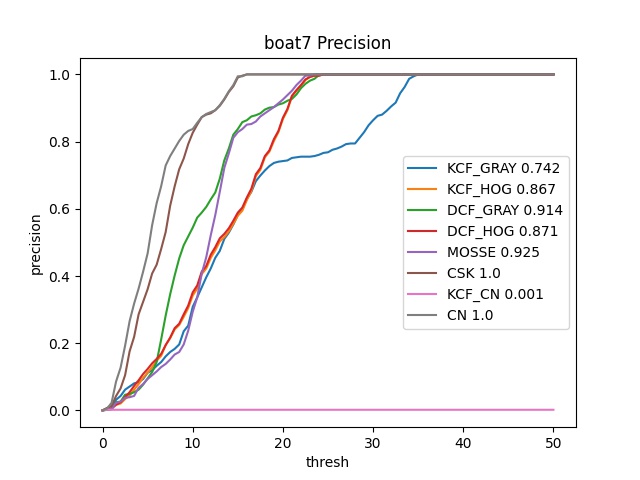 boat7 Precision
precision
1.0
0.8
0.6
0.4
0.2
0.0
KCF_GRAY 0.742
KCF_HOG 0.867
DCF_GRAY 0.914
DCF_HOG 0.871
MOSSE 0.925
CSK 1.0
KCF_CN 0.001
CN 1.0
0 10 20 30 40 50
thresh